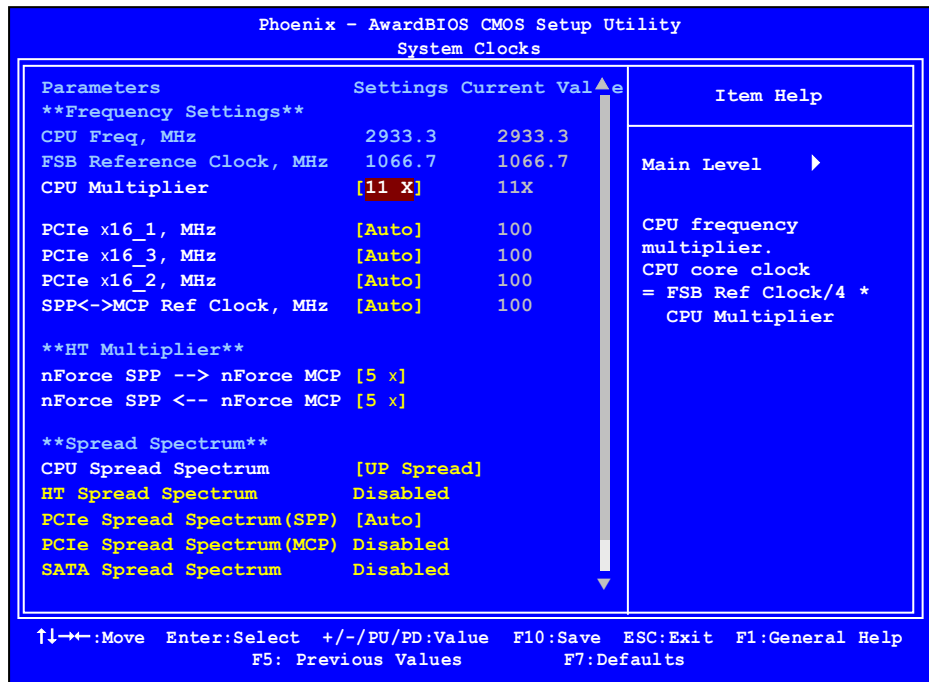 Phoenix – AwardBIOS CMOS Setup Utility
System Clocks
Parameters Settings Current Val e
**Frequency Settings**
CPU Freq, MHz 2933.3 2933.3
FSB Reference Clock, MHz 1066.7 1066.7
CPU Multiplier [11 X] 11X
PCIe x16_1, MHz [Auto] 100
PCIe x16_3, MHz [Auto] 100
PCIe x16_2, MHz [Auto] 100
SPP<->MCP Ref Clock, MHz [Auto] 100
**HT Multiplier**
nForce SPP --> nForce MCP [5 x]
nForce SPP <-- nForce MCP [5 x]
**Spread Spectrum**
CPU Spread Spectrum [UP Spread]
HT Spread Spectrum Disabled
PCIe Spread Spectrum(SPP) [Auto]
PCIe Spread Spectrum(MCP) Disabled
SATA Spread Spectrum Disabled
Item Help
Main Level
CPU frequency
multiplier.
CPU core clock
= FSB Ref Clock/4 *
CPU Multiplier
↑↓→←:Move Enter:Select +/-/PU/PD:Value F10:Save ESC:Exit F1:General Help
F5: Previous Values F7:Defaults